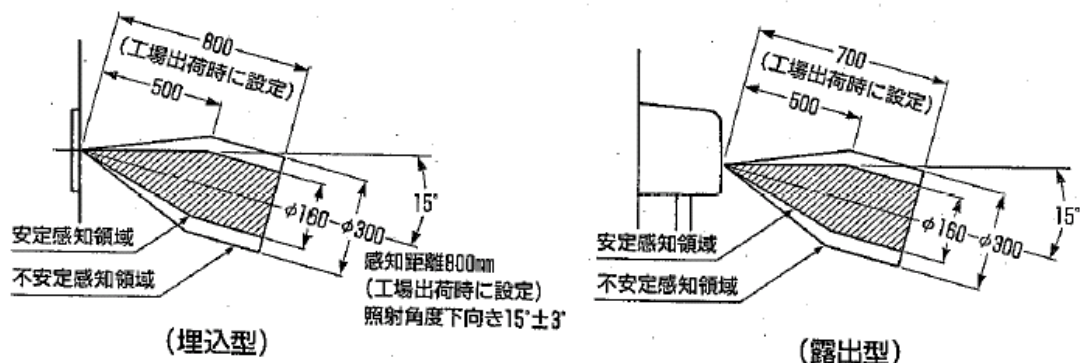 800
(工場出荷時に設定)
500
15°
φ160
φ300
安定感知領域
不安定感知領域
感知距離800mm
(工場出荷時に設定)
照射角度下向き15°±3°
(埋込型)
700
(工場出荷時に設定)
500
15°
φ160
φ300
安定感知領域
不安定感知領域
(露出型)